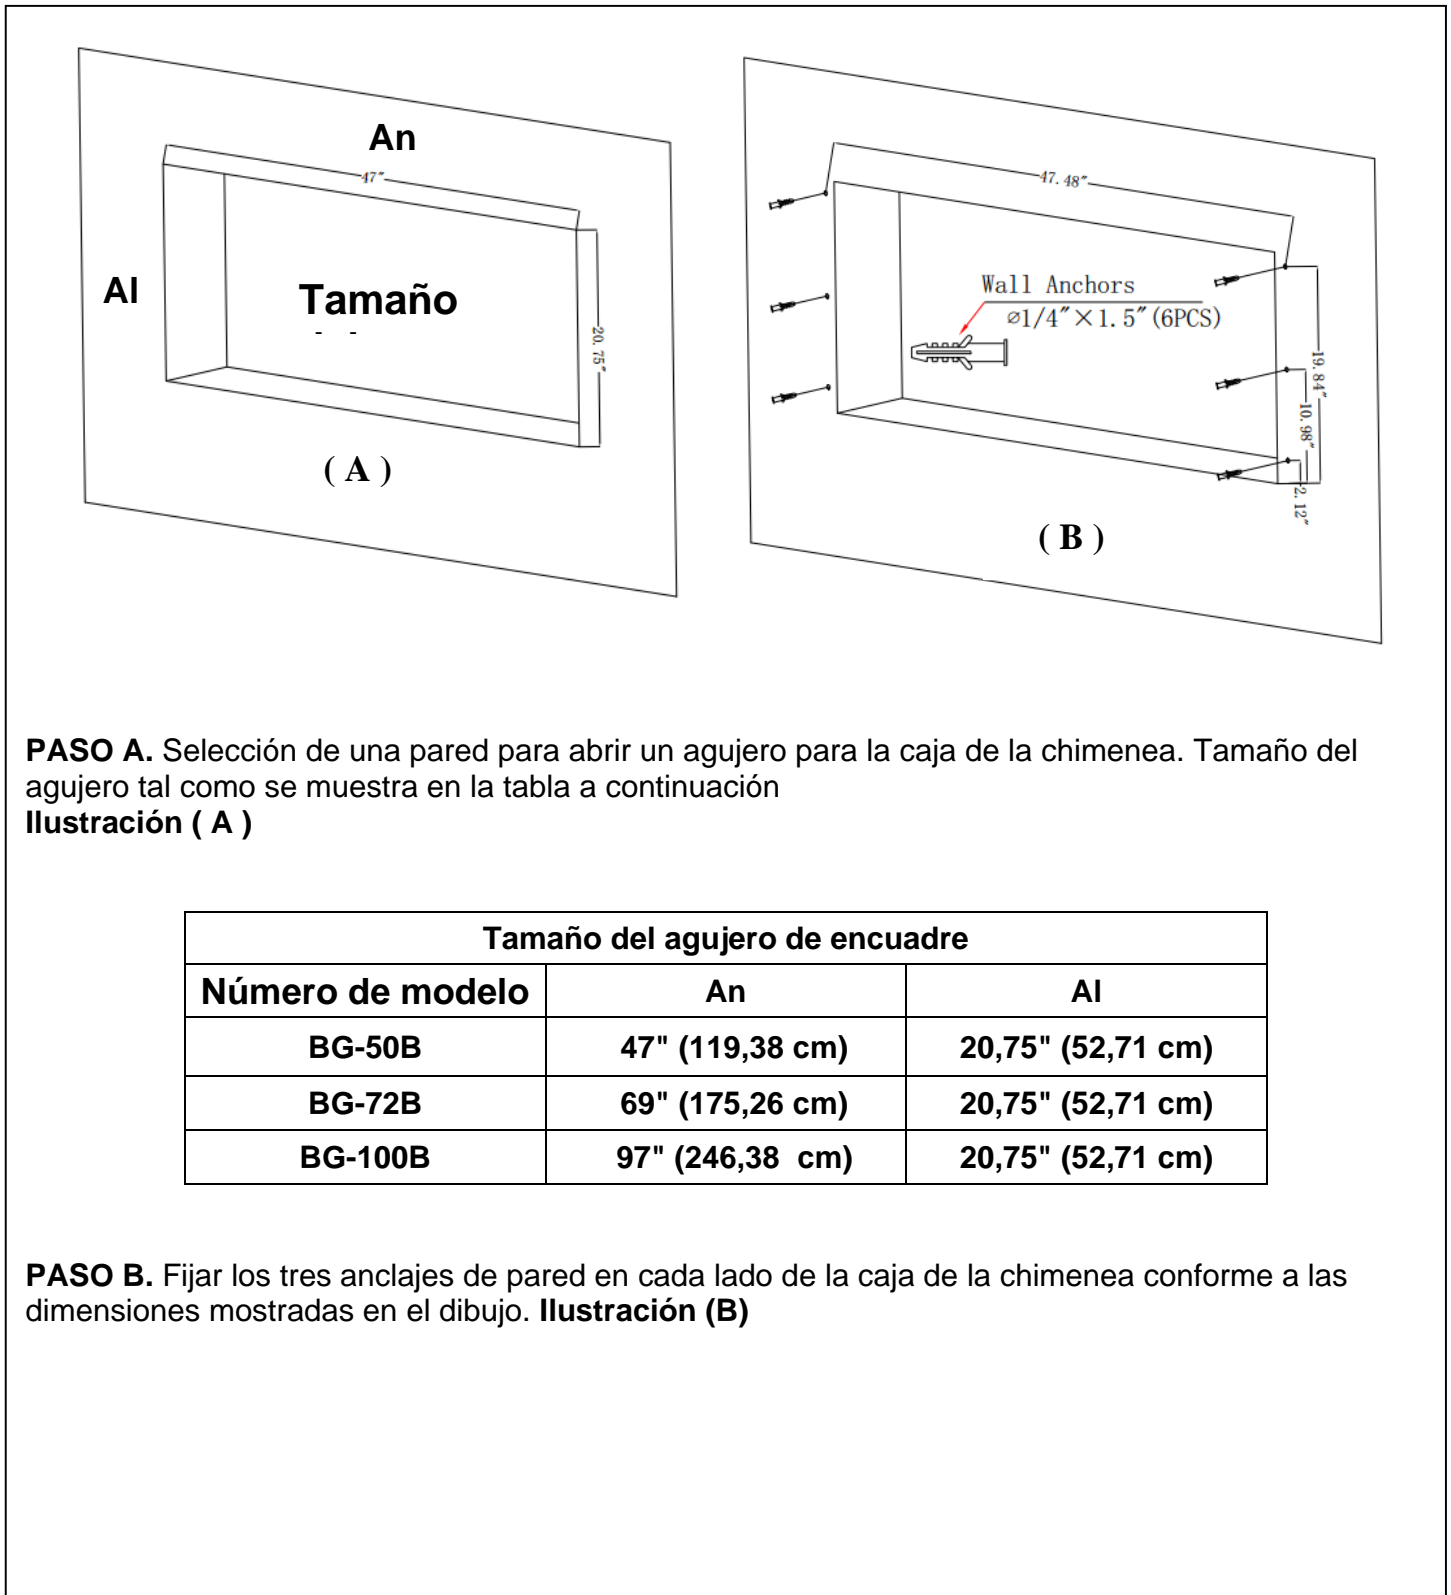 An
47"
Al
Tamaño
20.75"
( A )
47.48"
Wall Anchors
⌀1/4"×1.5"(6PCS)
19.84"
10.98"
2.12"
( B )
PASO A. Selección de una pared para abrir un agujero para la caja de la chimenea. Tamaño del
agujero tal como se muestra en la tabla a continuación
Ilustración ( A )
Tamaño del agujero de encuadre
Número de modelo An Al
BG-50B 47" (119,38 cm) 20,75" (52,71 cm)
BG-72B 69" (175,26 cm) 20,75" (52,71 cm)
BG-100B 97" (246,38 cm) 20,75" (52,71 cm)
PASO B. Fijar los tres anclajes de pared en cada lado de la caja de la chimenea conforme a las
dimensiones mostradas en el dibujo. Ilustración (B)